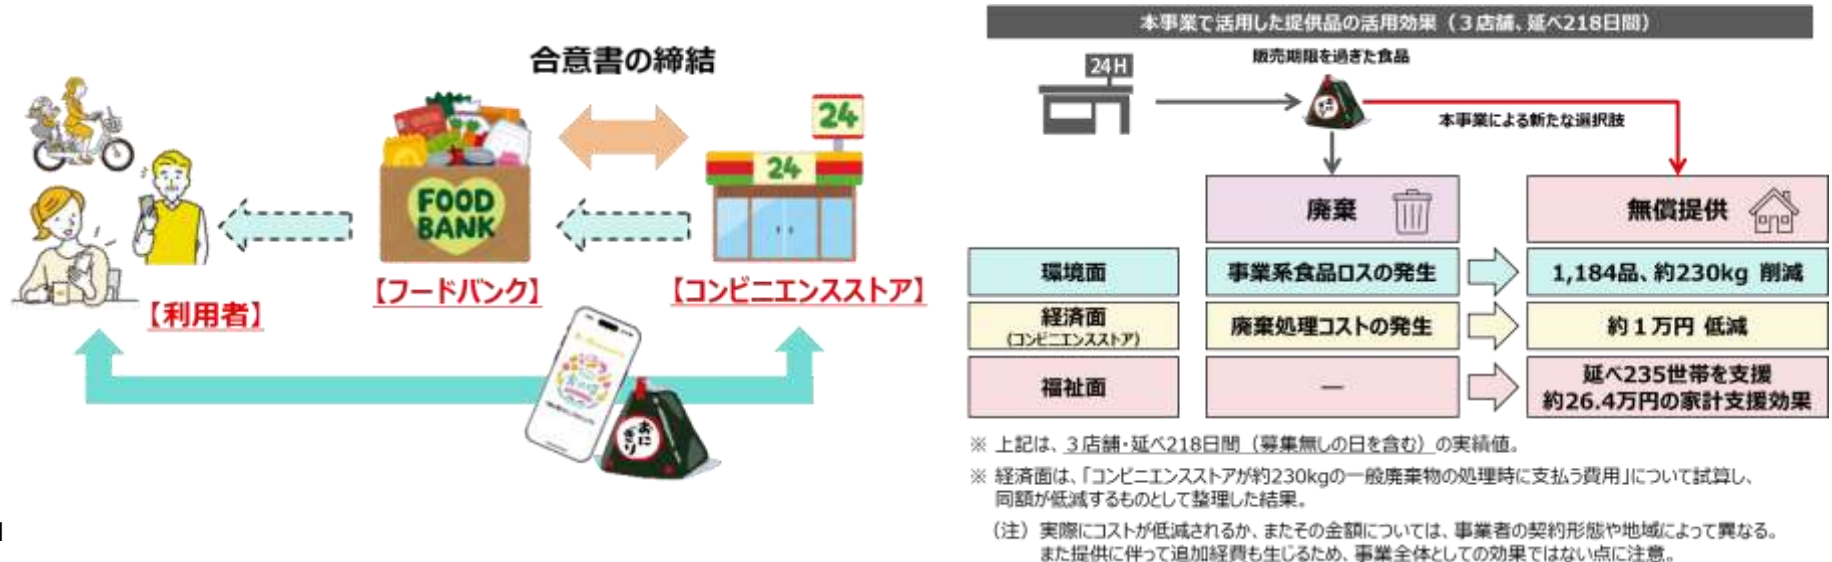 合意書の締結
24
24
FOOD
BANK
【利用者】
【フードバンク】
【コンビニエンスストア】
おに
ぎり
本事業で活用した提供品の活用効果（３店舗、延べ218日間）
24H
販売期限を過ぎた食品
本事業による新たな選択肢
廃棄
無償提供
環境面
事業系食品ロスの発生
1,184品、約230kg 削減
経済面
（コンビニエンスストア）
廃棄処理コストの発生
約１万円 低減
福祉面
―
延べ235世帯を支援
約26.4万円の家計支援効果
※ 上記は、３店舗・延べ218日間（募集無しの日を含む）の実績値。
※ 経済面は、「コンビニエンスストアが約230kgの一般廃棄物の処理時に支払う費用」について試算し、
同額が低減するものとして整理した結果。
（注）実際にコストが低減されるか、またその金額については、事業者の契約形態や地域によって異なる。
また提供に伴って追加経費も生じるため、事業全体としての効果ではない点に注意。